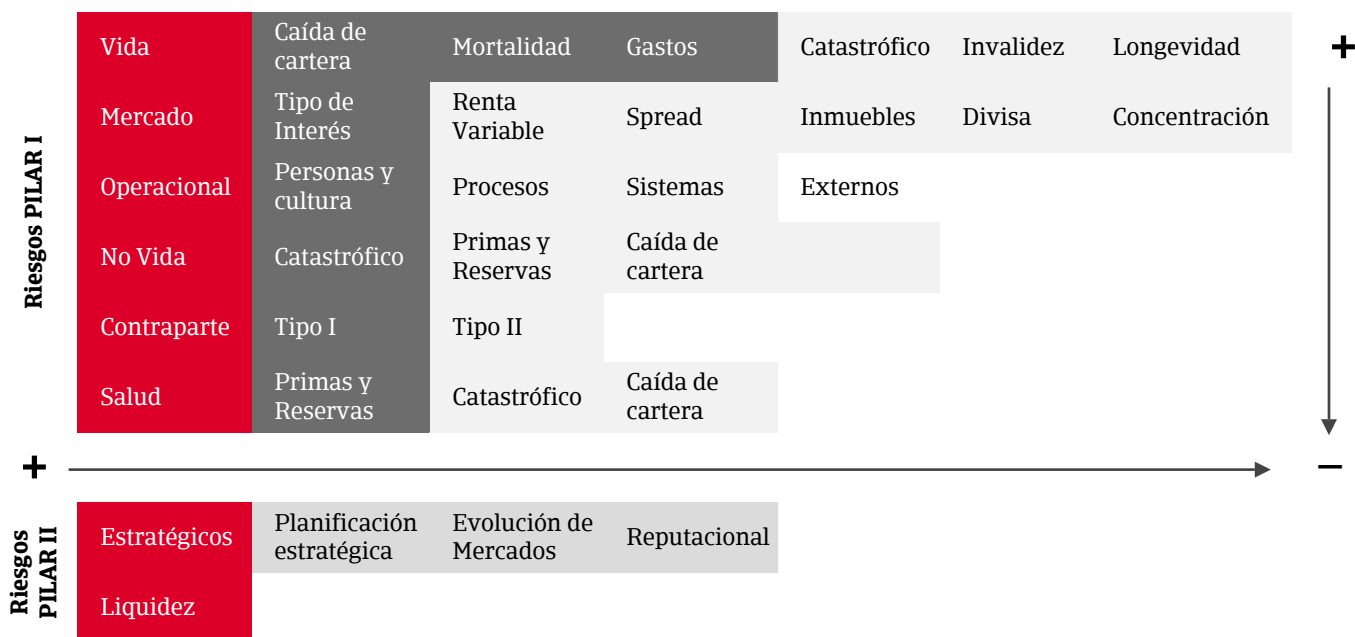 Riesgos PILAR I
Vida
Caída de
cartera
Mortalidad
Gastos
Catastrófico
Invalidez
Longevidad
+
Mercado
Tipo de
Interés
Renta
Variable
Spread
Inmuebles
Divisa
Concentración
Operacional
Personas y
cultura
Procesos
Sistemas
Externos
No Vida
Catastrófico
Primas y
Reservas
Caída de
cartera
Contraparte
Tipo I
Tipo II
Salud
Primas y
Reservas
Catastrófico
Caída de
cartera
+
−
Riesgos
PILAR II
Estratégicos
Planificación
estratégica
Evolución de
Mercados
Reputacional
Liquidez